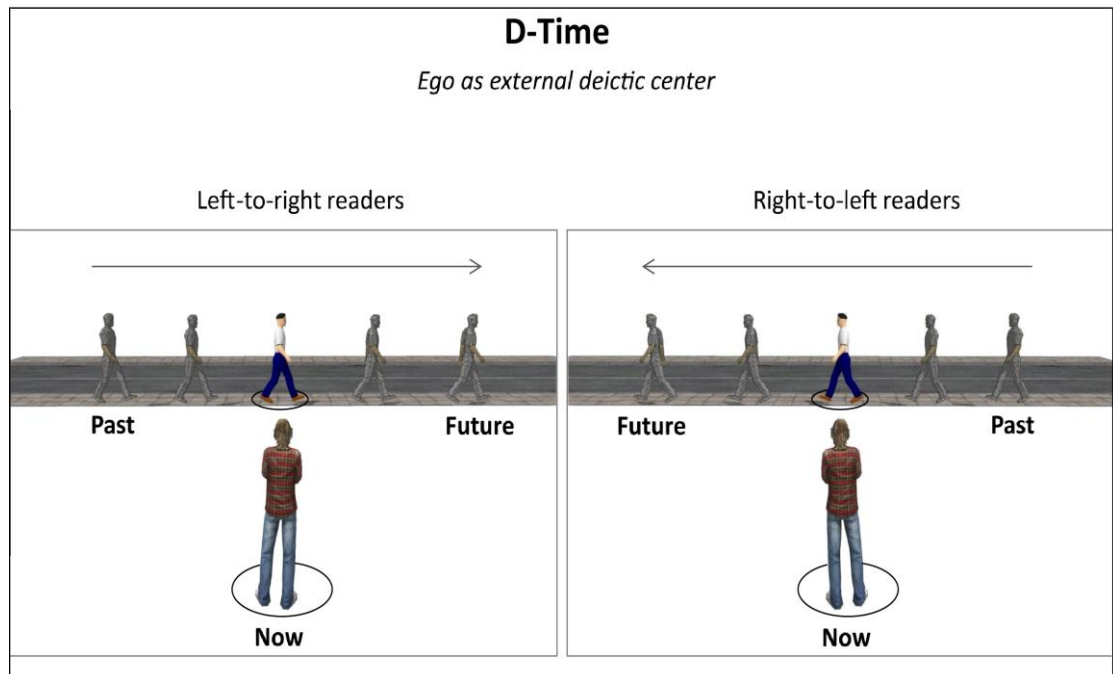 D-Time
Ego as external deictic center
Left-to-right readers
Past
Future
Now
Right-to-left readers
Future
Past
Now